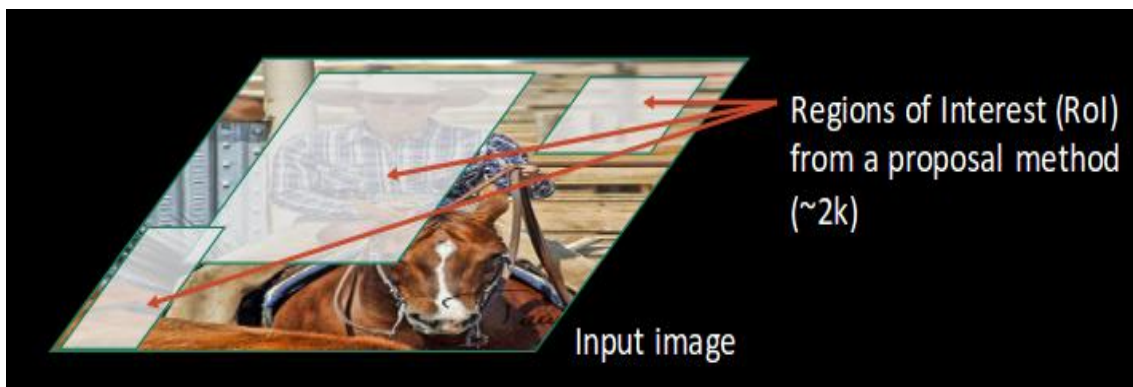 Regions of Interest (RoI)
from a proposal method
(~2k)
Input image